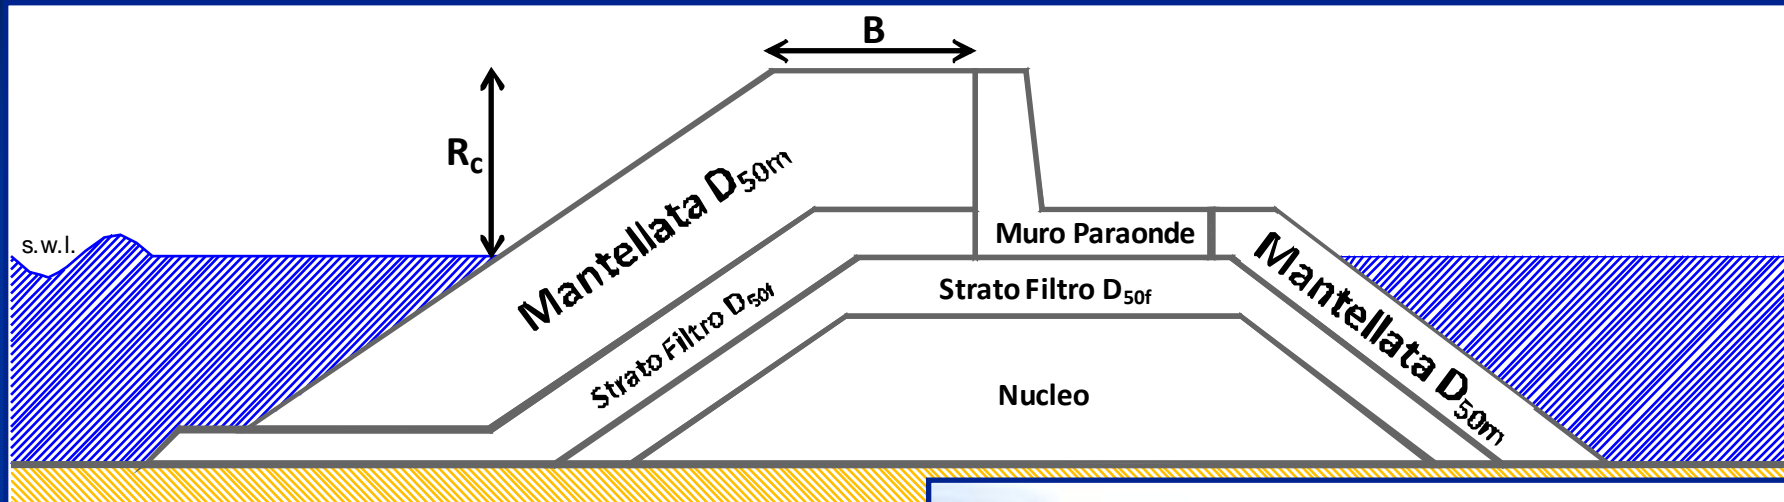 B
Rc
s.w.l.
Mantellata D50m
Muro Paraonde
Mantellata D50m
Strato Filtro D50f
Strato Filtro D50f
Nucleo